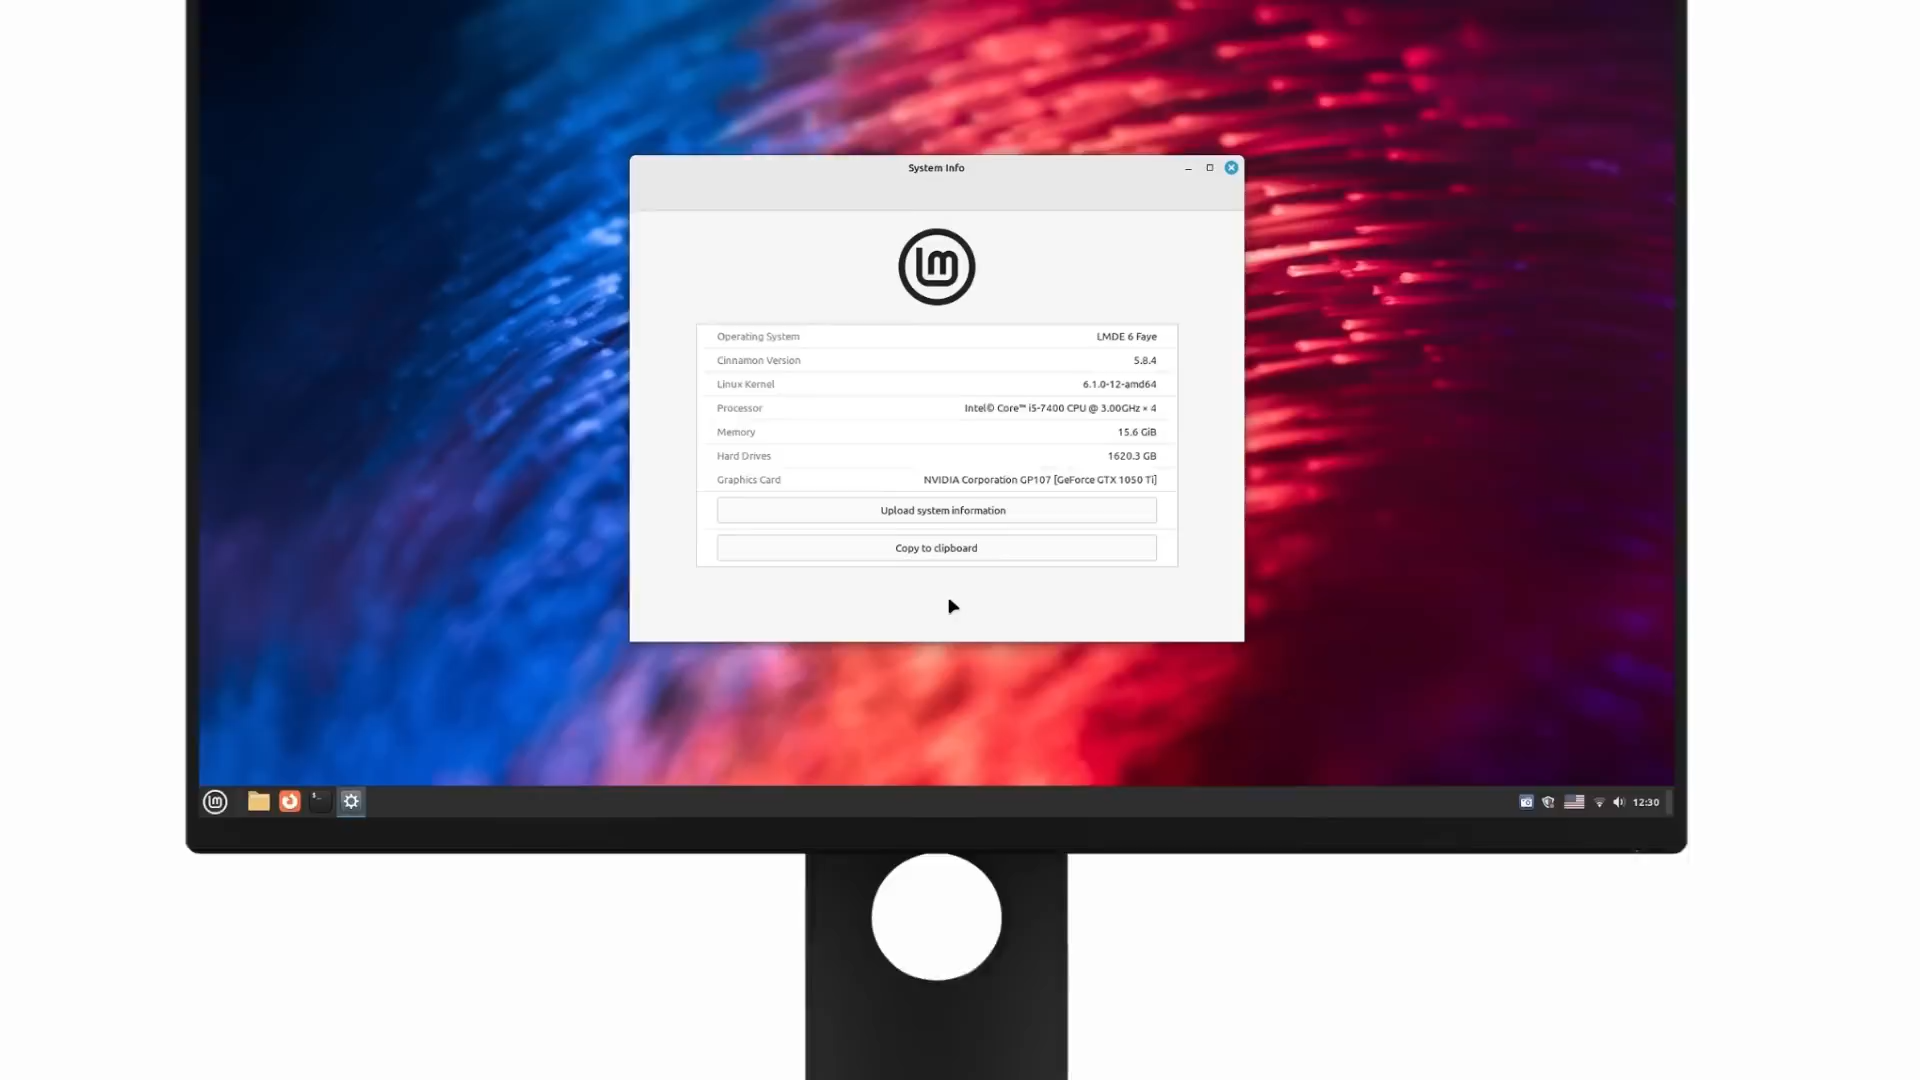 System Info
Operating System LMDE 6 Faye
Cinnamon Version 5.8.4
Linux Kernel 6.1.0-12-amd64
Processor Intel© Core™ i5-7400 CPU @ 3.00GHz × 4
Memory 15.6 GiB
Hard Drives 1620.3 GB
Graphics Card NVIDIA Corporation GP107 [GeForce GTX 1050 Ti]
Upload system information
Copy to clipboard
12:30